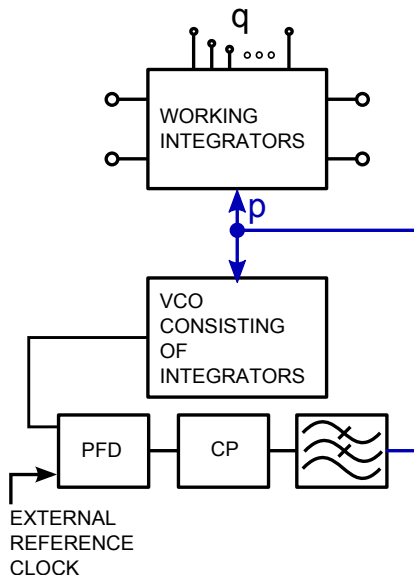 q
WORKING
INTEGRATORS
p
VCO
CONSISTING
OF
INTEGRATORS
PFD
CP
EXTERNAL
REFERENCE
CLOCK